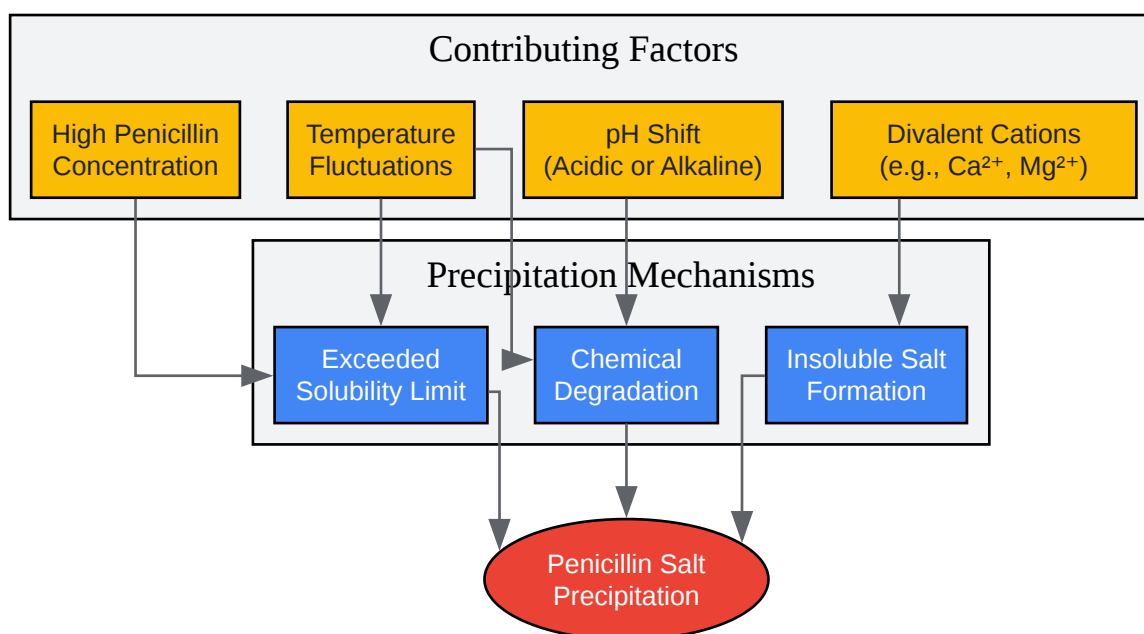 Contributing Factors
High Penicillin
Concentration
Temperature
Fluctuations
pH Shift
(Acidic or Alkaline)
Divalent Cations
(e.g., Ca²⁺, Mg²⁺)
Precipitation Mechanisms
Exceeded
Solubility Limit
Chemical
Degradation
Insoluble Salt
Formation
Penicillin Salt
Precipitation